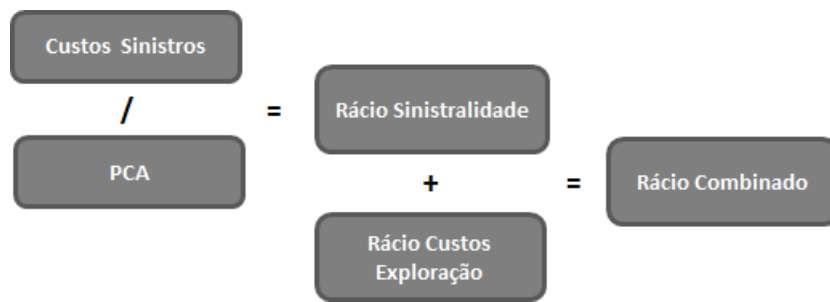 Custos Sinistros
/
=
Rácio Sinistralidade
PCA
+
=
Rácio Combinado
Rácio Custos
Exploração